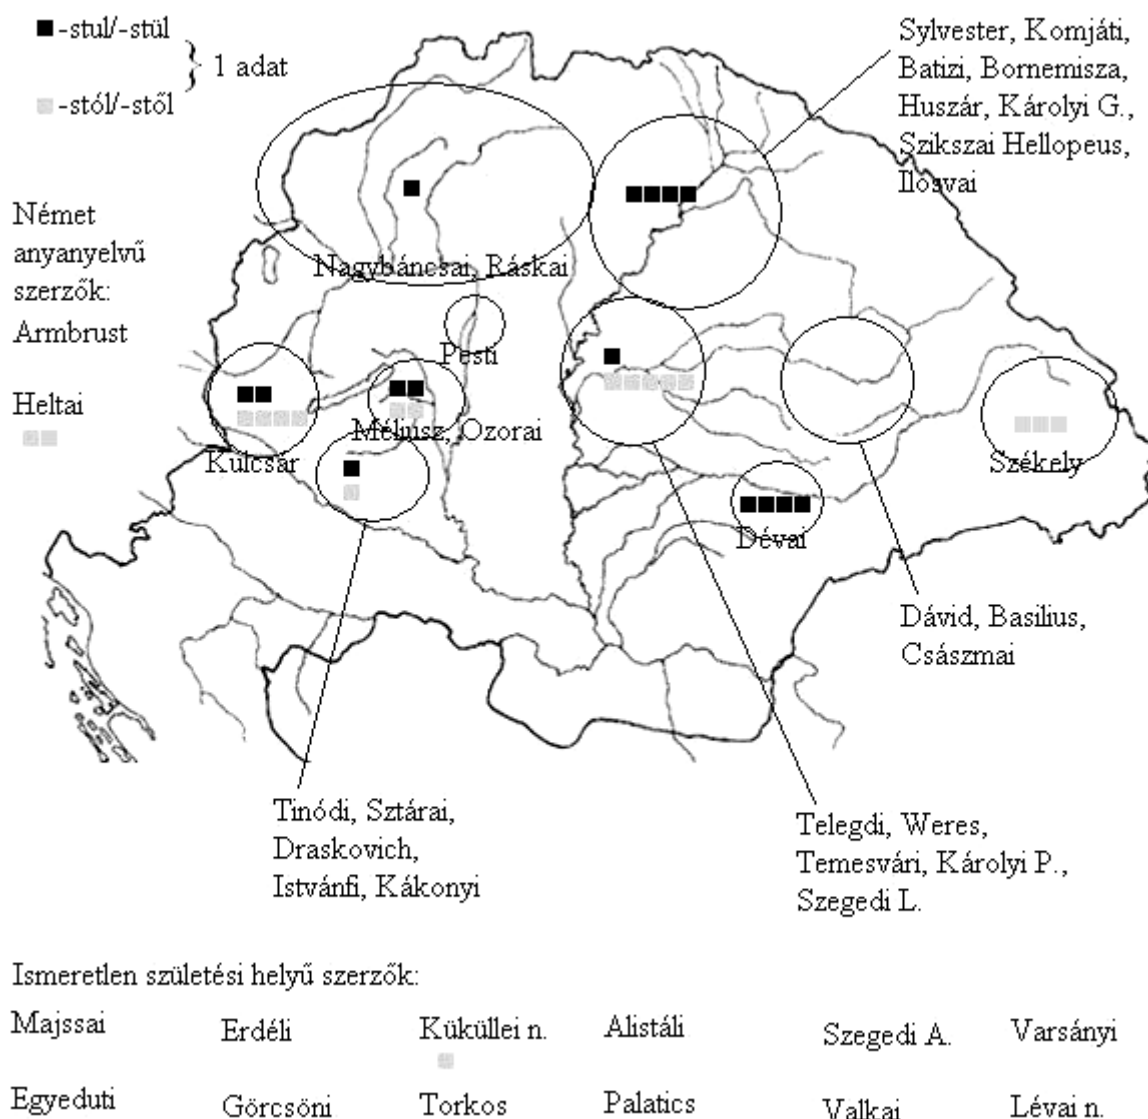 -stul/-stül
1 adat
-stól/-stől
Sylvester, Komjáti,
Batizi, Bornemisza,
Huszár, Károlyi G.,
Szikszai Hellopeus,
Ilosvai
Német
anyanyelvű
szerzők:
Armbrust
Heltai
Nagybáncsai, Ráskai
Pesti
Kulcsár
Méliusz, Ozorai
Székely
Dévai
Dávid, Basilius,
Császmai
Tinódi, Sztárai,
Draskovich,
Istvánfi, Kákonyi
Telegdi, Weres,
Temesvári, Károlyi P.,
Szegedi L.
Ismeretlen születési helyű szerzők:
Majssai Erdéli Küküllei n. Alistáli Szegedi A. Varsányi
Egyeduti Görcsöni Torkos Palatics Valkai Lévai n.